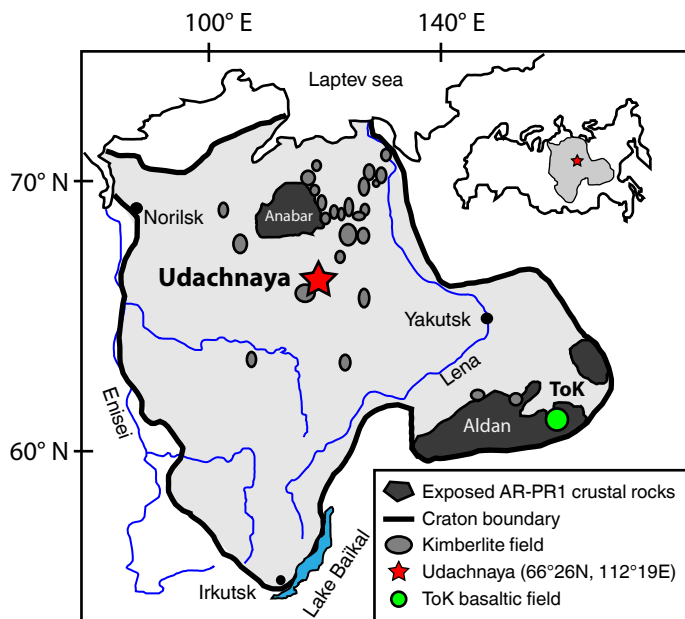 100° E
140° E
Laptev sea
70° N
Anabar
Norilsk
Udachnaya
Yakutsk
Lena
ToK
Enisei
Aldan
60° N
Irkutsk
Lake Baïkal
Exposed AR-PR1 crustal rocks
Craton boundary
Kimberlite field
Udachnaya (66°26N, 112°19E)
ToK basaltic field